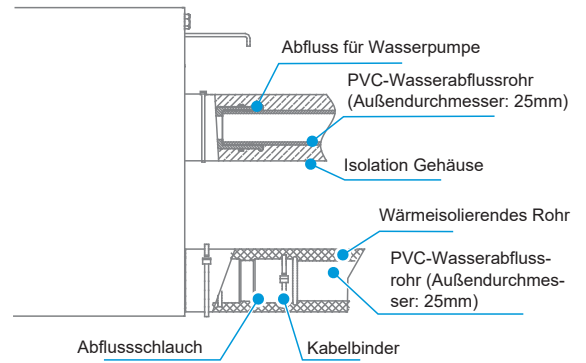 Abfluss für Wasserpumpe
PVC-Wasserabflussrohr
(Außendurchmesser: 25mm)
Isolation Gehäuse
Wärmeisolierendes Rohr
PVC-Wasserabfluss-
rohr (Außendurchmes-
ser: 25mm)
Abflussschlauch
Kabelbinder